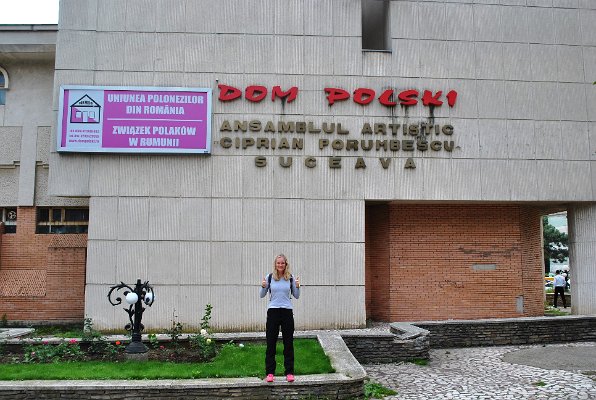 UNIUNEA POLONEZILOR
DIN ROMÂNIA
ZWIĄZEK POLAKÓW
W RUMUNII
DOM POLSKI
ANSAMBLUL ARTISTIC
"CIPRIAN PORUMBESCU"
SUCEAVA